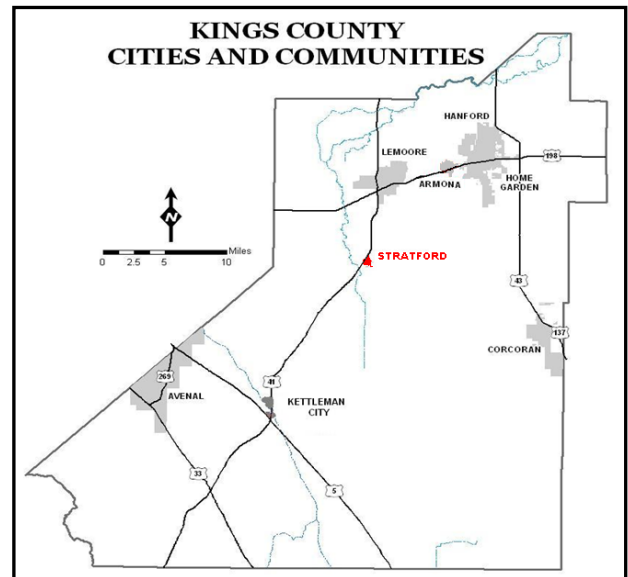 KINGS COUNTY
CITIES AND COMMUNITIES
HANFORD
LEMOORE
198
ARMONA
HOME
GARDEN
N
Miles
0 2.5 5 10
STRATFORD
43
137
CORCORAN
269
41
AVENAL
KETTLEMAN
CITY
33
5